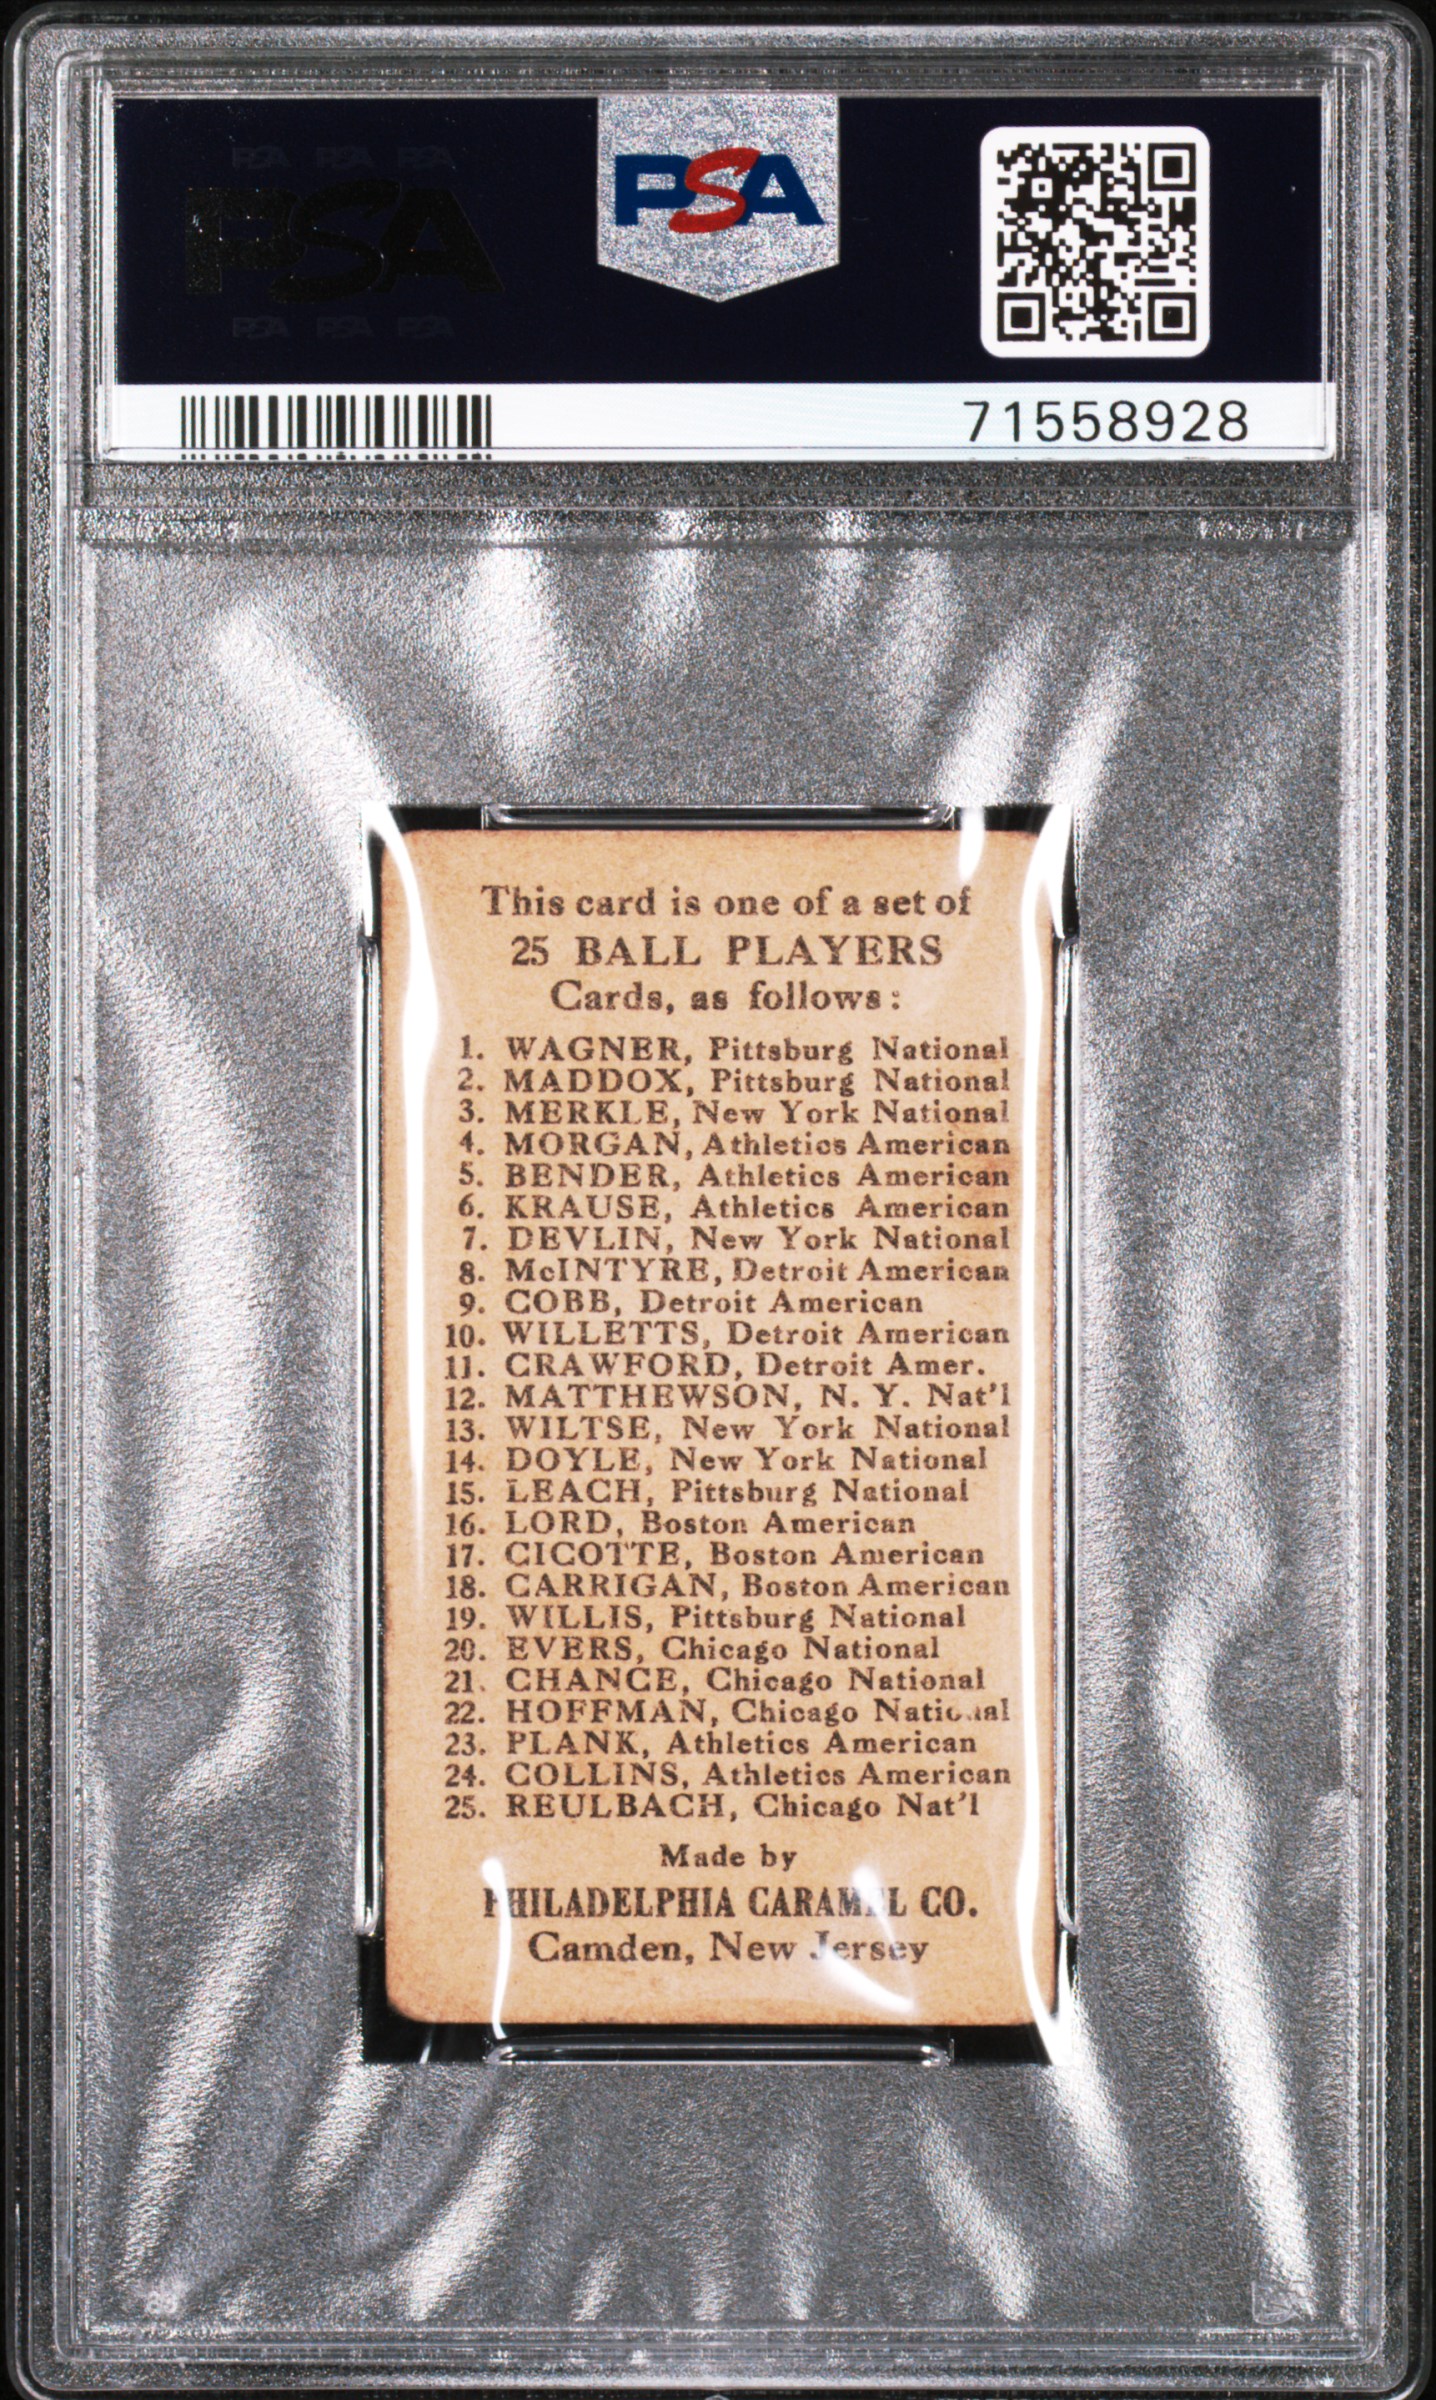 PSA PSA PSA
PSA
PSA PSA PSA
PSA
71558928
This card is one of a set of
25 BALL PLAYERS
Cards, as follows:
1. WAGNER, Pittsburg National
2. MADDOX, Pittsburg National
3. MERKLE, New York National
4. MORGAN, Athletics American
5. BENDER, Athletics American
6. KRAUSE, Athletics American
7. DEVLIN, New York National
8. McINTYRE, Detroit American
9. COBB, Detroit American
10. WILLETTS, Detroit American
11. CRAWFORD, Detroit Amer.
12. MATTHEWSON, N. Y. Nat'l
13. WILTSE, New York National
14. DOYLE, New York National
15. LEACH, Pittsburg National
16. LORD, Boston American
17. CICOTTE, Boston American
18. CARRIGAN, Boston American
19. WILLIS, Pittsburg National
20. EVERS, Chicago National
21. CHANCE, Chicago National
22. HOFFMAN, Chicago National
23. PLANK, Athletics American
24. COLLINS, Athletics American
25. REULBACH, Chicago Nat'l
Made by
PHILADELPHIA CARAMEL CO.
Camden, New Jersey